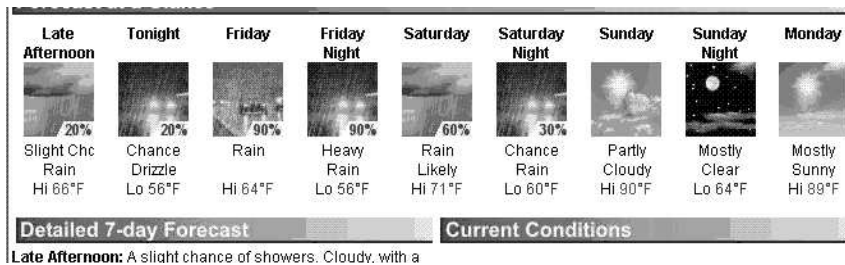 Forecast at a Glance
Late Afternoon Tonight Friday Friday Night Saturday Saturday Night Sunday Sunday Night Monday
20% 20% 90% 90% 60% 30%
Slight Chc Rain Chance Drizzle Rain Heavy Rain Rain Likely Chance Rain Partly Cloudy Mostly Clear Mostly Sunny
Hi 66°F Lo 56°F Hi 64°F Lo 56°F Hi 71°F Lo 60°F Hi 90°F Lo 64°F Hi 89°F
Detailed 7-day Forecast Current Conditions
Late Afternoon: A slight chance of showers. Cloudy, with a